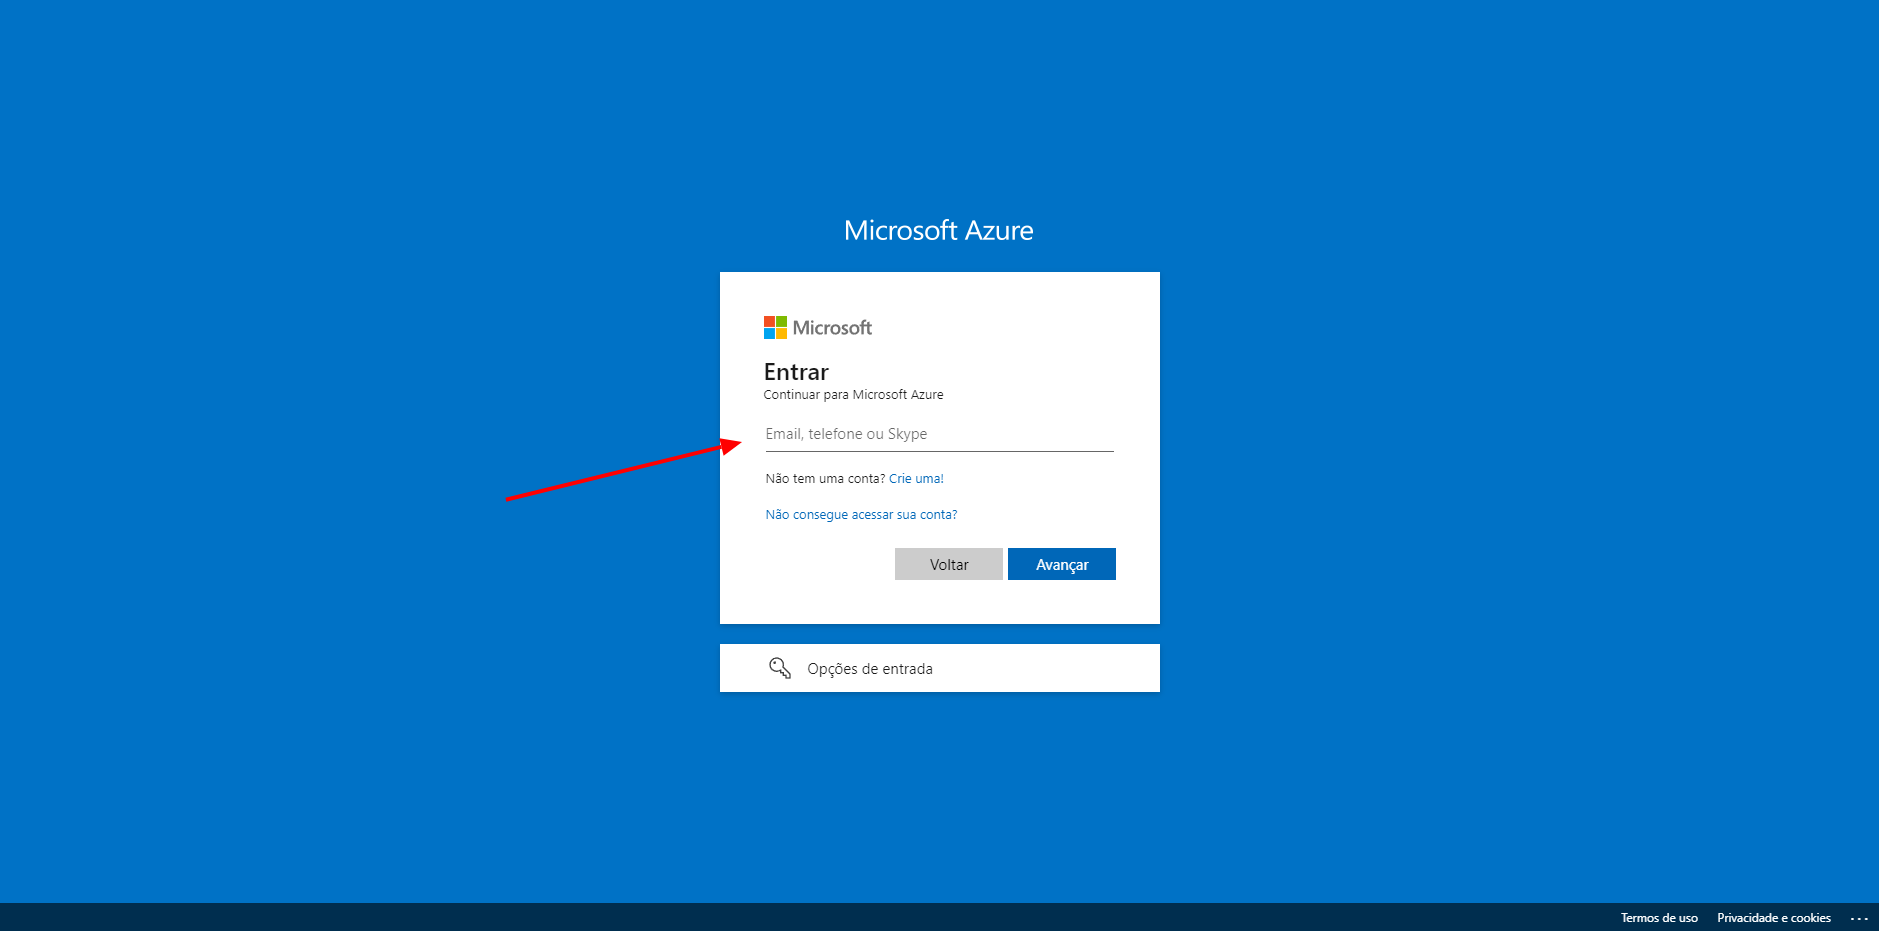 Microsoft Azure
Microsoft
Entrar
Continuar para Microsoft Azure
Email, telefone ou Skype
Não tem uma conta? Crie uma!
Não consegue acessar sua conta?
Voltar Avançar
Opções de entrada
Termos de uso Privacidade e cookies ...